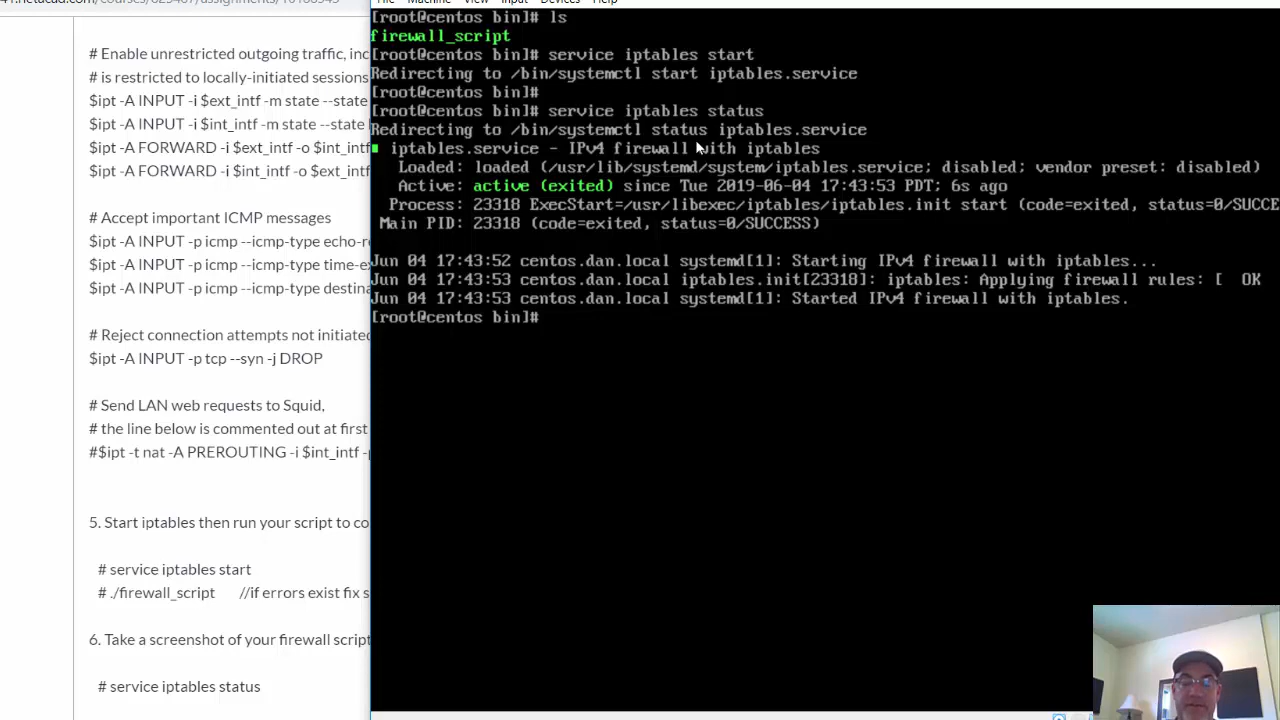 # Enable unrestricted outgoing traffic, inc
# is restricted to locally-initiated sessions
$ipt -A INPUT -i $ext_intf -m state --state
$ipt -A INPUT -i $int_intf -m state --state
$ipt -A FORWARD -i $ext_intf -o $int_intf
$ipt -A FORWARD -i $int_intf -o $ext_intf
# Accept important ICMP messages
$ipt -A INPUT -p icmp --icmp-type echo-re
$ipt -A INPUT -p icmp --icmp-type time-ex
$ipt -A INPUT -p icmp --icmp-type destina
# Reject connection attempts not initiated
$ipt -A INPUT -p tcp --syn -j DROP
# Send LAN web requests to Squid,
# the line below is commented out at first
#$ipt -t nat -A PREROUTING -i $int_intf -p
5. Start iptables then run your script to co
# service iptables start
# ./firewall_script //if errors exist fix s
6. Take a screenshot of your firewall script
# service iptables status
[root@centos bin]# ls
firewall_script
[root@centos bin]# service iptables start
Redirecting to /bin/systemctl start iptables.service
[root@centos bin]#
[root@centos bin]# service iptables status
Redirecting to /bin/systemctl status iptables.service
iptables.service - IPv4 firewall with iptables
Loaded: loaded (/usr/lib/systemd/system/iptables.service; disabled; vendor preset: disabled)
Active: active (exited) since Tue 2019-06-04 17:43:53 PDT; 6s ago
Process: 23318 ExecStart=/usr/libexec/iptables/iptables.init start (code=exited, status=0/SUCCE
Main PID: 23318 (code=exited, status=0/SUCCESS)
Jun 04 17:43:52 centos.dan.local systemd[1]: Starting IPv4 firewall with iptables...
Jun 04 17:43:53 centos.dan.local iptables.init[23318]: iptables: Applying firewall rules: [ OK
Jun 04 17:43:53 centos.dan.local systemd[1]: Started IPv4 firewall with iptables.
[root@centos bin]#